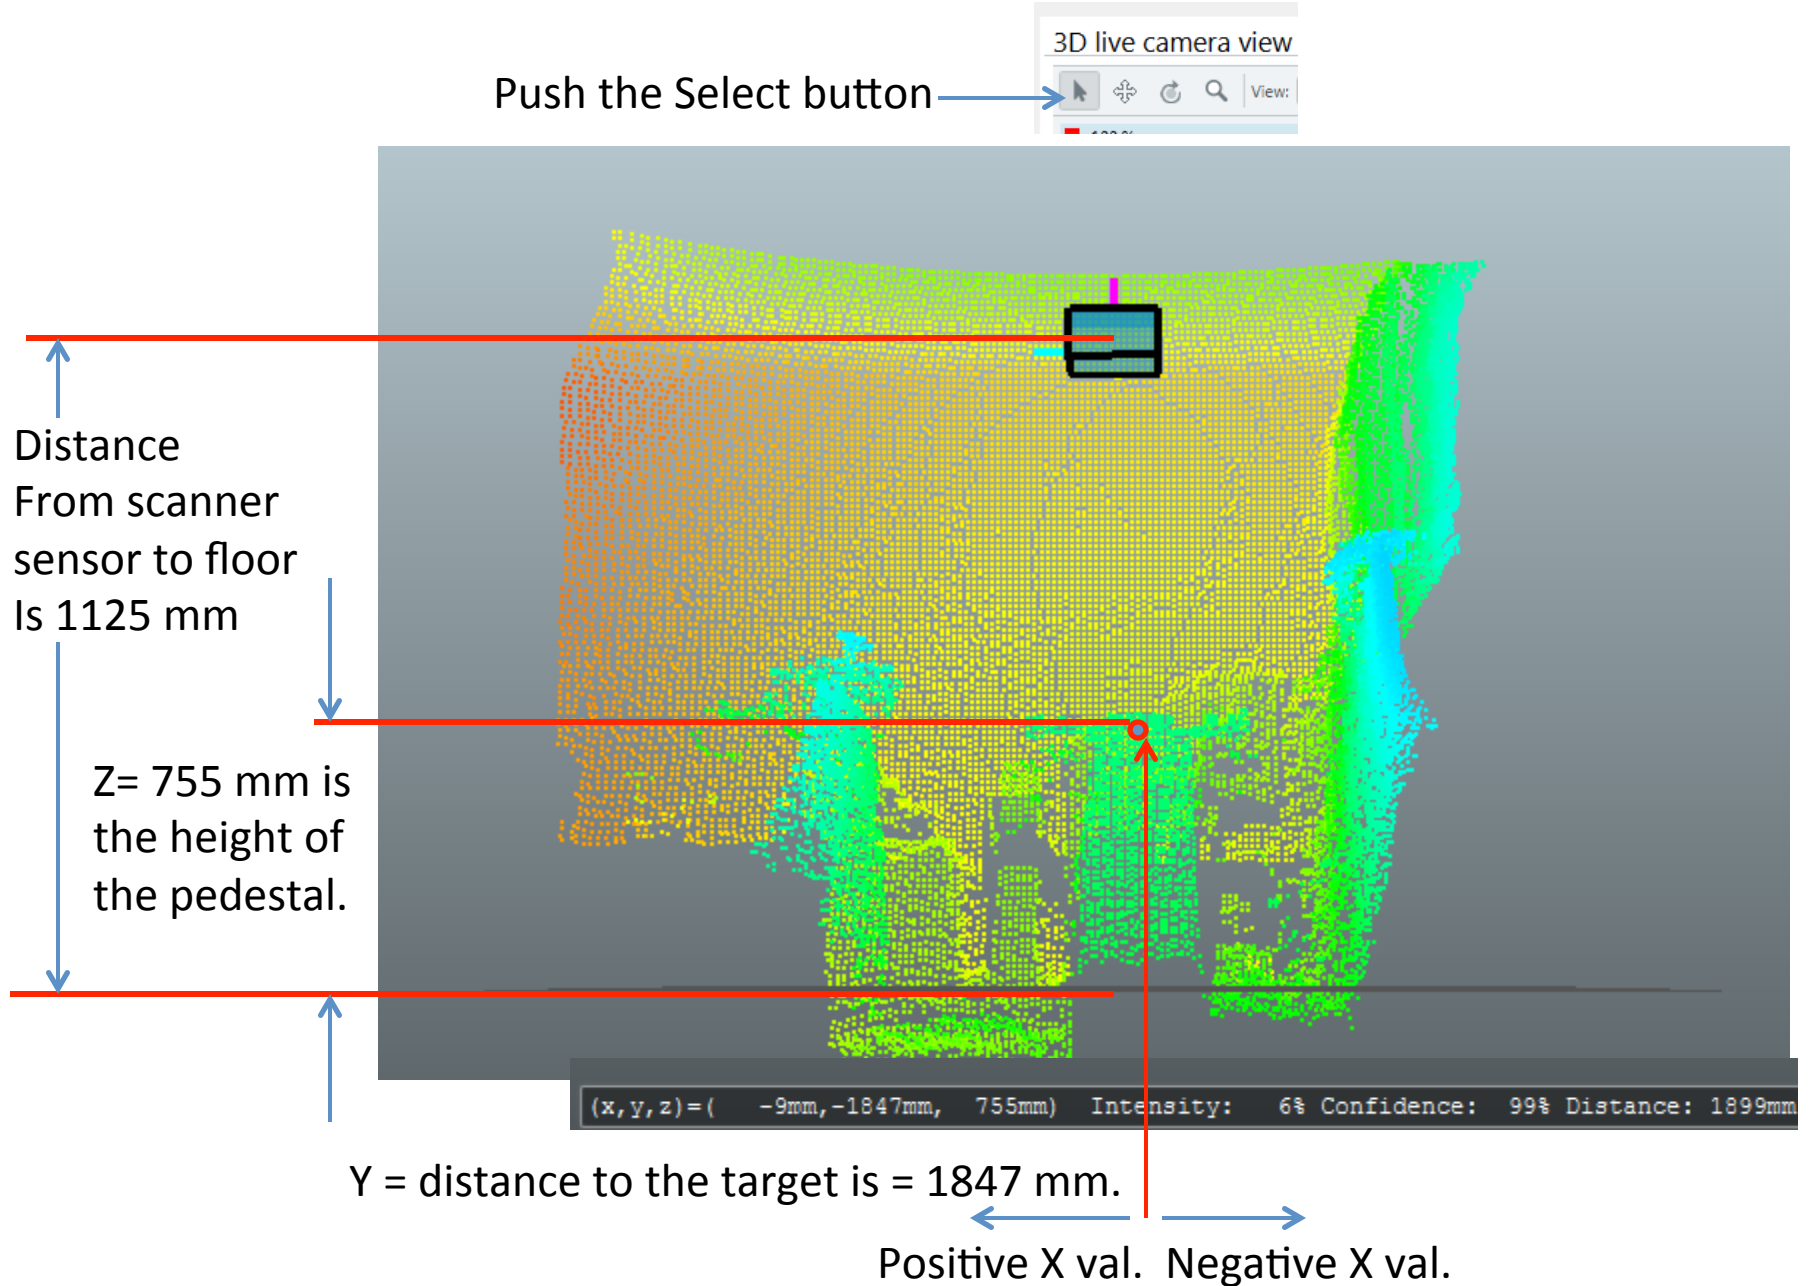 3D live camera view
Push the Select button
View:
Distance
From scanner
sensor to floor
Is 1125 mm
Z= 755 mm is
the height of
the pedestal.
(x,y,z)=( -9mm,-1847mm, 755mm) Intensity: 6% Confidence: 99% Distance: 1899mm
Y = distance to the target is = 1847 mm.
Positive X val. Negative X val.